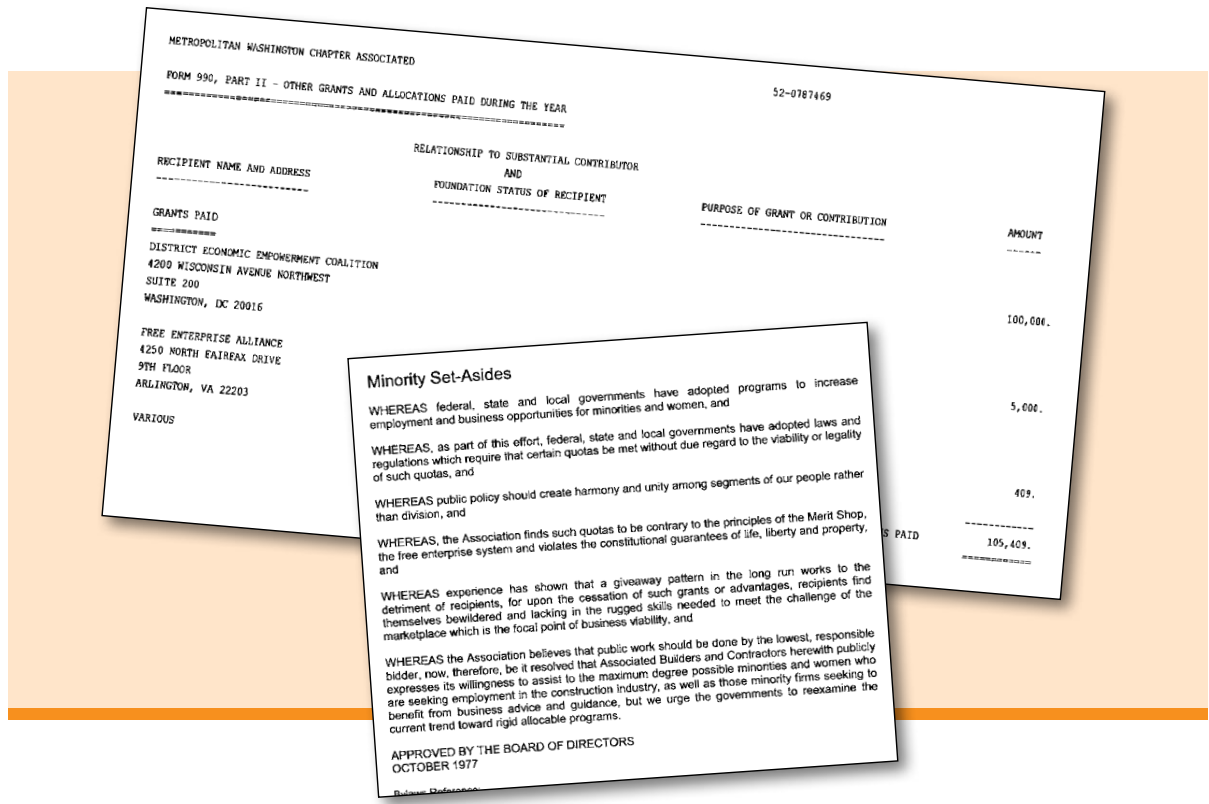 METROPOLITAN WASHINGTON CHAPTER ASSOCIATED
52-0787469
FORM 990, PART II - OTHER GRANTS AND ALLOCATIONS PAID DURING THE YEAR
RELATIONSHIP TO SUBSTANTIAL CONTRIBUTOR
AND
RECIPIENT NAME AND ADDRESS
FOUNDATION STATUS OF RECIPIENT
PURPOSE OF GRANT OR CONTRIBUTION
AMOUNT
GRANTS PAID
DISTRICT ECONOMIC EMPOWERMENT COALITION
4200 WISCONSIN AVENUE NORTHWEST
SUITE 200
WASHINGTON, DC 20016
100,000.
FREE ENTERPRISE ALLIANCE
4250 NORTH FAIRFAX DRIVE
9TH FLOOR
ARLINGTON, VA 22203
5,000.
VARIOUS
409.
S PAID
105,409.
Minority Set-Asides
WHEREAS federal, state and local governments have adopted programs to increase
employment and business opportunities for minorities and women, and
WHEREAS, as part of this effort, federal, state and local governments have adopted laws and
regulations which require that certain quotas be met without due regard to the viability or legality
of such quotas, and
WHEREAS public policy should create harmony and unity among segments of our people rather
than division, and
WHEREAS, the Association finds such quotas to be contrary to the principles of the Merit Shop,
the free enterprise system and violates the constitutional guarantees of life, liberty and property,
and
WHEREAS experience has shown that a giveaway pattern in the long run works to the
detriment of recipients, for upon the cessation of such grants or advantages, recipients find
themselves bewildered and lacking in the rugged skills needed to meet the challenge of the
marketplace which is the focal point of business viability, and
WHEREAS the Association believes that public work should be done by the lowest, responsible
bidder, now, therefore, be it resolved that Associated Builders and Contractors herewith publicly
expresses its willingness to assist to the maximum degree possible minorities and women who
are seeking employment in the construction industry, as well as those minority firms seeking to
benefit from business advice and guidance, but we urge the governments to reexamine the
current trend toward rigid allocable programs.
APPROVED BY THE BOARD OF DIRECTORS
OCTOBER 1977
Bylaws Reference: